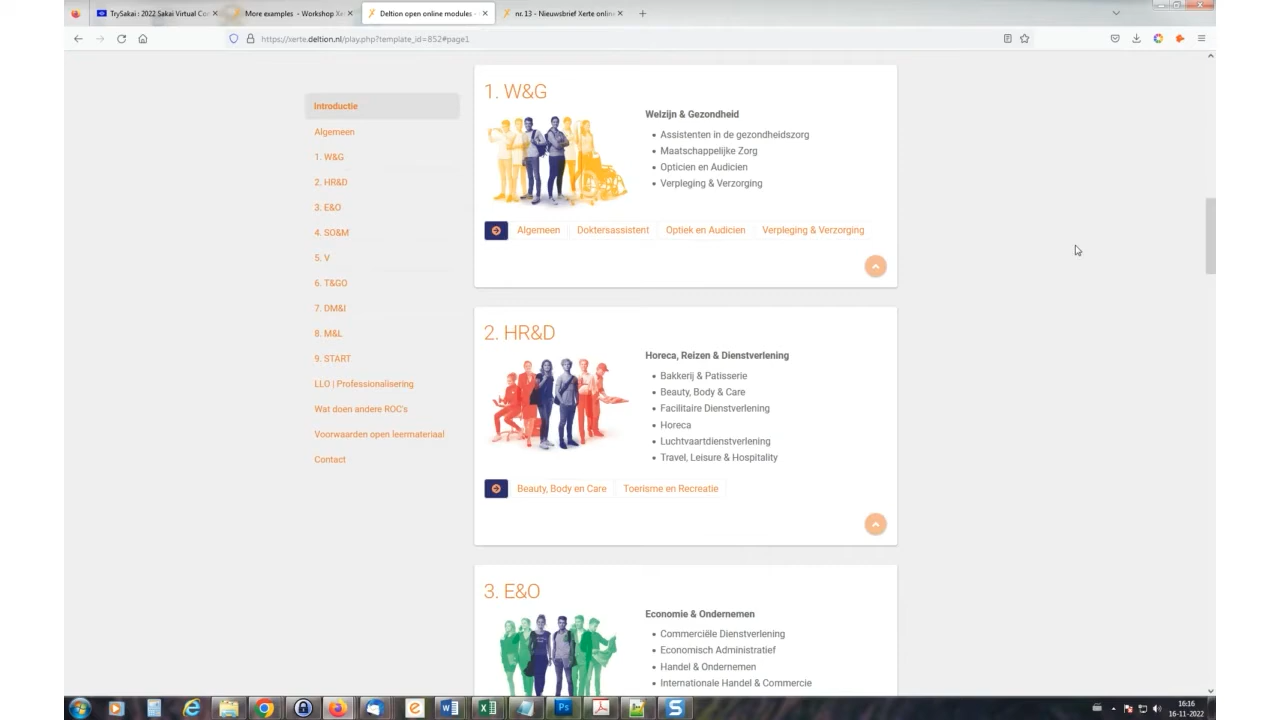 TrySakai : 2022 Sakai Virtual Con
More examples - Workshop Xe
Deltion open online modules -
nr. 13 - Nieuwsbrief Xerte online
https://xerte.deltion.nl/play.php?template_id=852#page1
Introductie
Algemeen
1. W&G
2. HR&D
3. E&O
4. SO&M
5. V
6. T&GO
7. DM&I
8. M&L
9. START
LLO | Professionalisering
Wat doen andere ROC's
Voorwaarden open leermateriaal
Contact
1. W&G
Welzijn & Gezondheid
Assistenten in de gezondheidszorg
Maatschappelijke Zorg
Opticien en Audicien
Verpleging & Verzorging
Algemeen
Doktersassistent
Optiek en Audicien
Verpleging & Verzorging
2. HR&D
Horeca, Reizen & Dienstverlening
Bakkerij & Patisserie
Beauty, Body & Care
Facilitaire Dienstverlening
Horeca
Luchtvaartdienstverlening
Travel, Leisure & Hospitality
Beauty, Body en Care
Toerisme en Recreatie
3. E&O
Economie & Ondernemen
Commerciële Dienstverlening
Economisch Administratief
Handel & Ondernemen
Internationale Handel & Commercie
16:16
16-11-2022